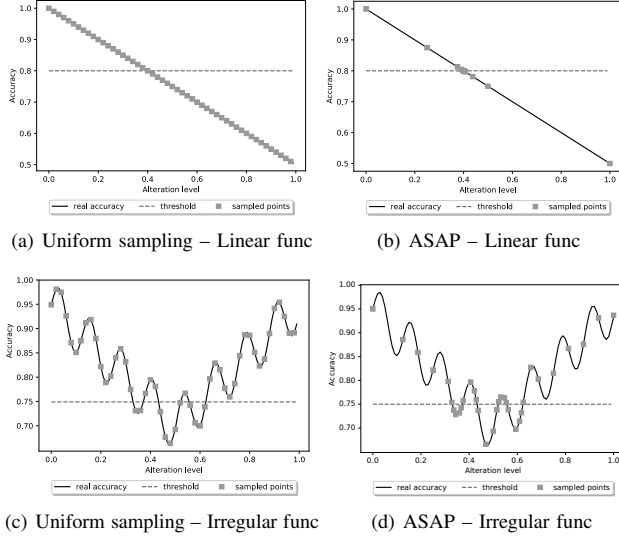 1.0
0.9
0.8
0.7
0.6
0.5
Accuracy
0.0 0.2 0.4 0.6 0.8 1.0
Alteration level
real accuracy threshold sampled points
(a) Uniform sampling – Linear func
1.0
0.9
0.8
0.7
0.6
0.5
Accuracy
0.0 0.2 0.4 0.6 0.8 1.0
Alteration level
real accuracy threshold sampled points
(b) ASAP – Linear func
1.00
0.95
0.90
0.85
0.80
0.75
0.70
Accuracy
0.0 0.2 0.4 0.6 0.8 1.0
Alteration level
real accuracy threshold sampled points
(c) Uniform sampling – Irregular func
1.00
0.95
0.90
0.85
0.80
0.75
0.70
Accuracy
0.0 0.2 0.4 0.6 0.8 1.0
Alteration level
real accuracy threshold sampled points
(d) ASAP – Irregular func